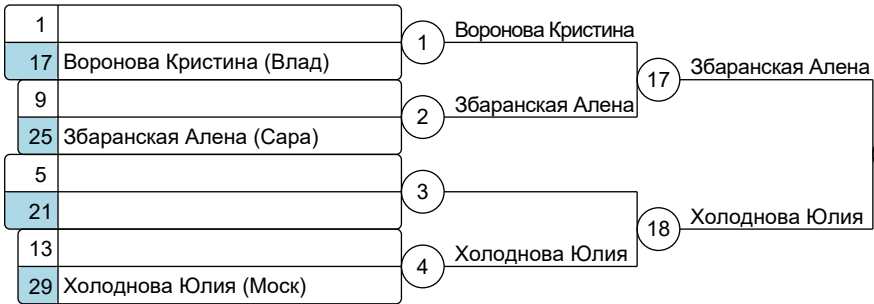 1
17 Воронова Кристина (Влад)
1
Воронова Кристина
9
25 Збаранская Алена (Сара)
2
Збаранская Алена
17
Збаранская Алена
5
21
3
13
29 Холоднова Юлия (Моск)
4
Холоднова Юлия
18
Холоднова Юлия